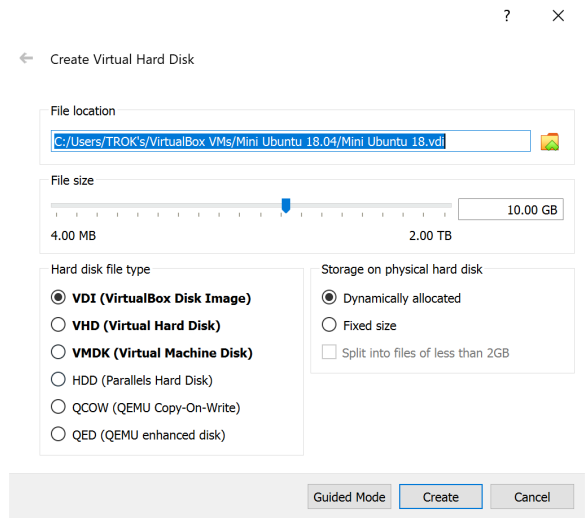 ?
Create Virtual Hard Disk
File location
C:/Users/TROK's/VirtualBox VMs/Mini Ubuntu 18.04/Mini Ubuntu 18.vdi
File size
10.00 GB
4.00 MB 2.00 TB
Hard disk file type
VDI (VirtualBox Disk Image)
VHD (Virtual Hard Disk)
VMDK (Virtual Machine Disk)
HDD (Parallels Hard Disk)
QCOW (QEMU Copy-On-Write)
QED (QEMU enhanced disk)
Storage on physical hard disk
Dynamically allocated
Fixed size
Split into files of less than 2GB
Guided Mode Create Cancel